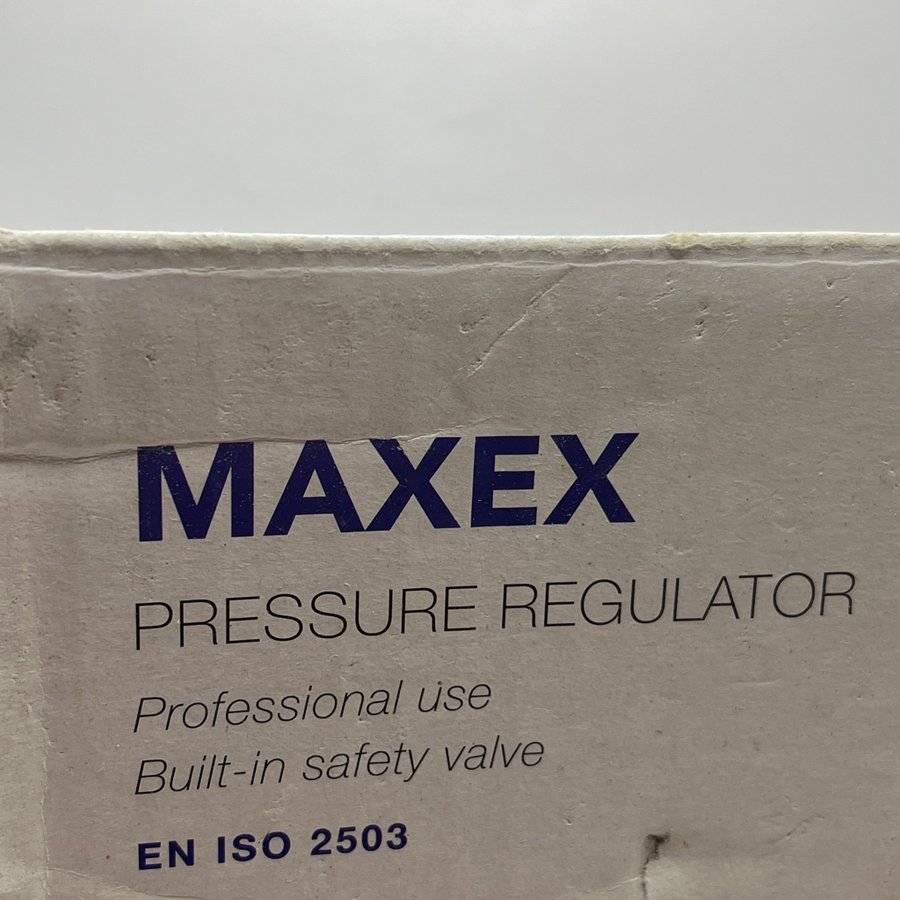 MAXEX
PRESSURE REGULATOR
Professional use
Built-in safety valve
EN ISO 2503